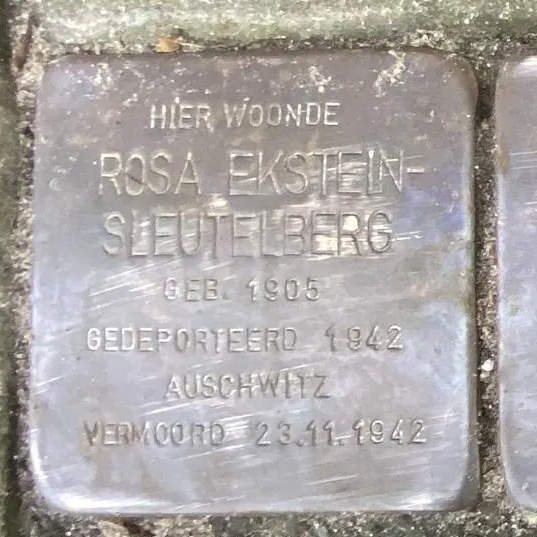 HIER WOONDE
ROSA EKSTEIN-
SLEUTELBERG
GEB. 1905
GEDEPORTEERD 1942
AUSCHWITZ
VERMOORD 23.11.1942